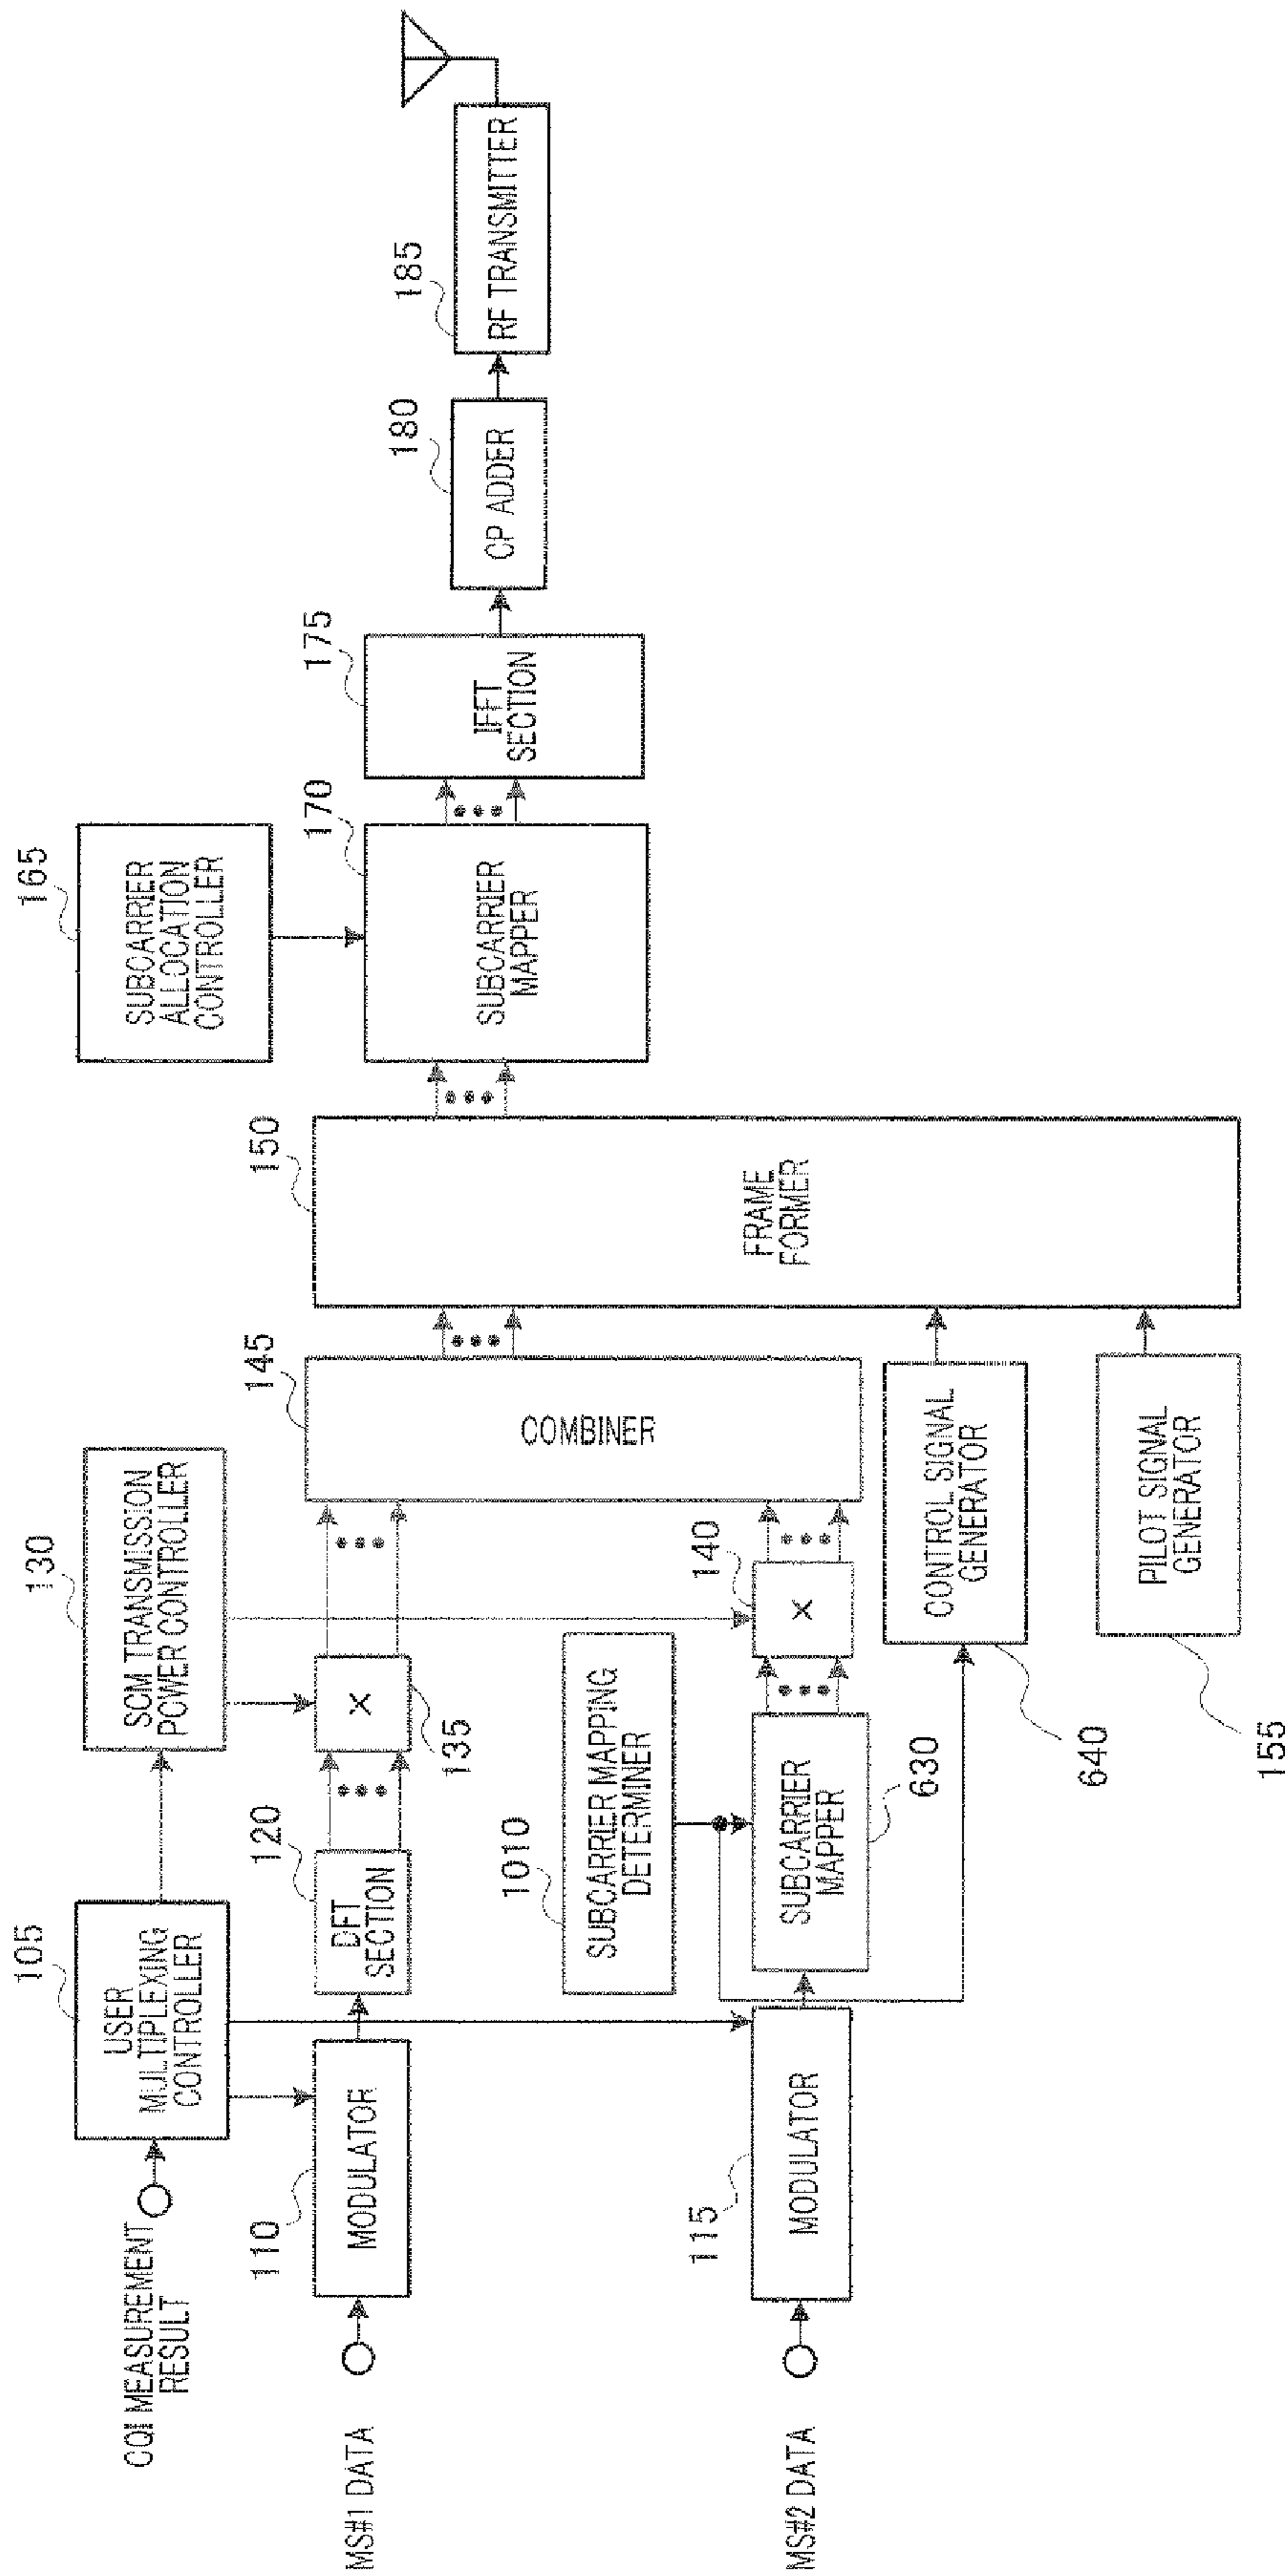 CQI MEASUREMENT
RESULT
105
USER
MULTIPLEXING
CONTROLLER
130
SCM TRANSMISSION
POWER CONTROLLER
165
SUBCARRIER
ALLOCATION
CONTROLLER
MS#1 DATA
110
MODULATOR
120
DFT
SECTION
×
135
145
COMBINER
150
FRAME
FORMER
170
SUBCARRIER
MAPPER
175
IFFT
SECTION
180
CP ADDER
185
RF TRANSMITTER
1010
SUBCARRIER MAPPING
DETERMINER
MS#2 DATA
115
MODULATOR
SUBCARRIER
MAPPER
630
140
×
CONTROL SIGNAL
GENERATOR
640
PILOT SIGNAL
GENERATOR
155